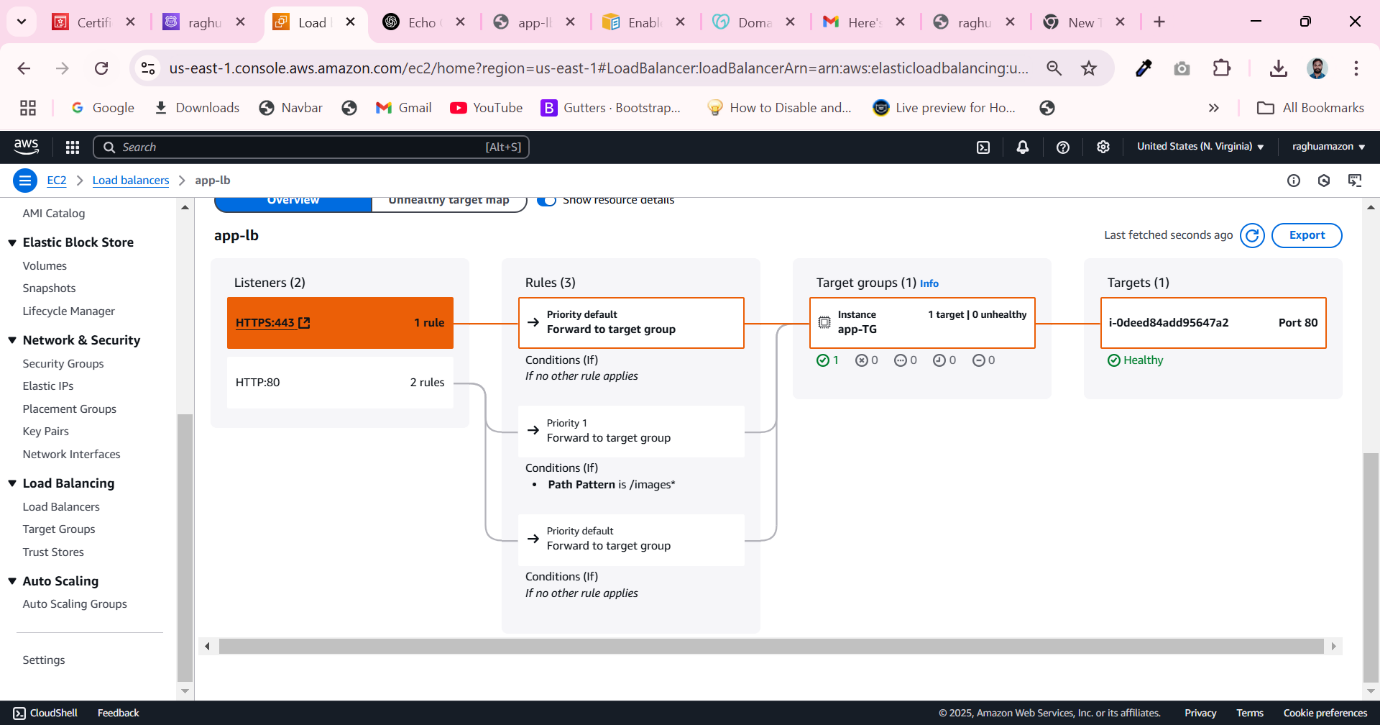 Certifi
raghu
Load
Echo
app-lb
Enable
Doma
Here's
raghu
New T
us-east-1.console.aws.amazon.com/ec2/home?region=us-east-1#LoadBalancer:loadBalancerArn=arn:aws:elasticloadbalancing:u...
Google Downloads Navbar Gmail YouTube Gutters · Bootstrap... How to Disable and... Live preview for Ho... » All Bookmarks
aws Search [Alt+S] United States (N. Virginia) raghuamazon
EC2 Load balancers app-lb
AMI Catalog
Elastic Block Store
Volumes
Snapshots
Lifecycle Manager
Network & Security
Security Groups
Elastic IPs
Placement Groups
Key Pairs
Network Interfaces
Load Balancing
Load Balancers
Target Groups
Trust Stores
Auto Scaling
Auto Scaling Groups
Settings
Overview Unhealthy target map Show resource details
app-lb Last fetched seconds ago Export
Listeners (2)
HTTPS:443 1 rule
HTTP:80 2 rules
Rules (3)
Priority default
Forward to target group
Conditions (If)
If no other rule applies
Priority 1
Forward to target group
Conditions (If)
• Path Pattern is /images*
Priority default
Forward to target group
Conditions (If)
If no other rule applies
Target groups (1) Info
Instance 1 target | 0 unhealthy
app-TG
1 0 0 0 0
Targets (1)
i-0deed84add95647a2 Port 80
Healthy
CloudShell Feedback © 2025, Amazon Web Services, Inc. or its affiliates. Privacy Terms Cookie preferences